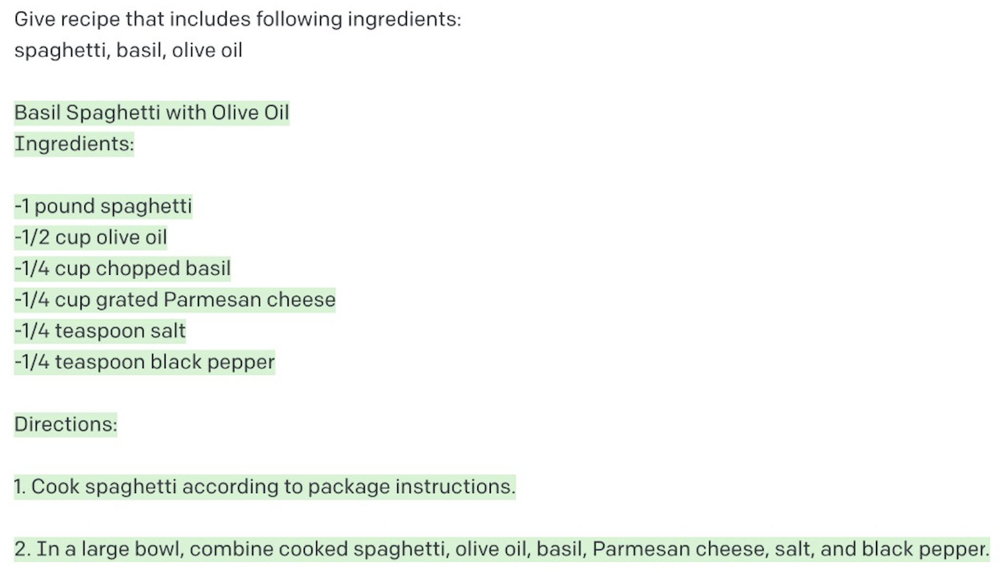 Give recipe that includes following ingredients:
spaghetti, basil, olive oil
Basil Spaghetti with Olive Oil
Ingredients:
-1 pound spaghetti
-1/2 cup olive oil
-1/4 cup chopped basil
-1/4 cup grated Parmesan cheese
-1/4 teaspoon salt
-1/4 teaspoon black pepper
Directions:
1. Cook spaghetti according to package instructions.
2. In a large bowl, combine cooked spaghetti, olive oil, basil, Parmesan cheese, salt, and black pepper.